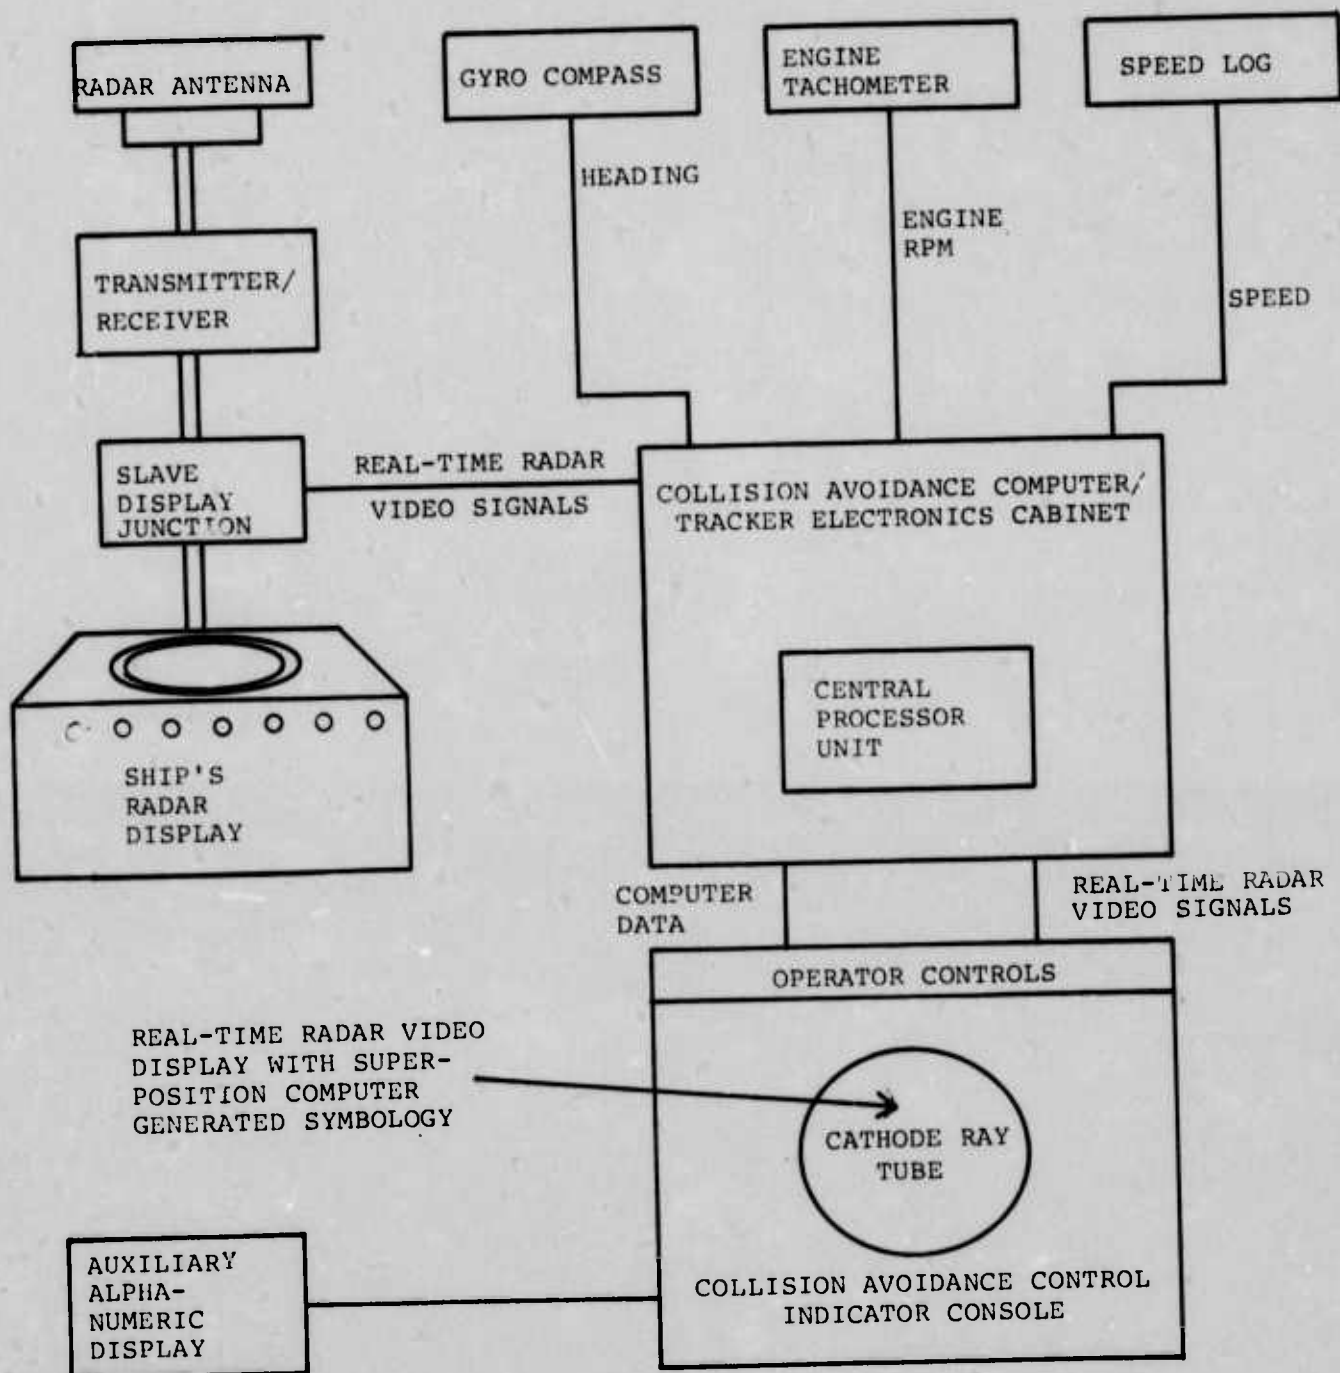 RADAR ANTENNA
GYRO COMPASS
ENGINE
TACHOMETER
SPEED LOG
HEADING
ENGINE
RPM
SPEED
TRANSMITTER/
RECEIVER
SLAVE
DISPLAY
JUNCTION
REAL-TIME RADAR
VIDEO SIGNALS
COLLISION AVOIDANCE COMPUTER/
TRACKER ELECTRONICS CABINET
CENTRAL
PROCESSOR
UNIT
SHIP'S
RADAR
DISPLAY
COMPUTER
DATA
REAL-TIME RADAR
VIDEO SIGNALS
OPERATOR CONTROLS
REAL-TIME RADAR VIDEO
DISPLAY WITH SUPER-
POSITION COMPUTER
GENERATED SYMBOLOGY
CATHODE RAY
TUBE
COLLISION AVOIDANCE CONTROL
INDICATOR CONSOLE
AUXILIARY
ALPHA-
NUMERIC
DISPLAY